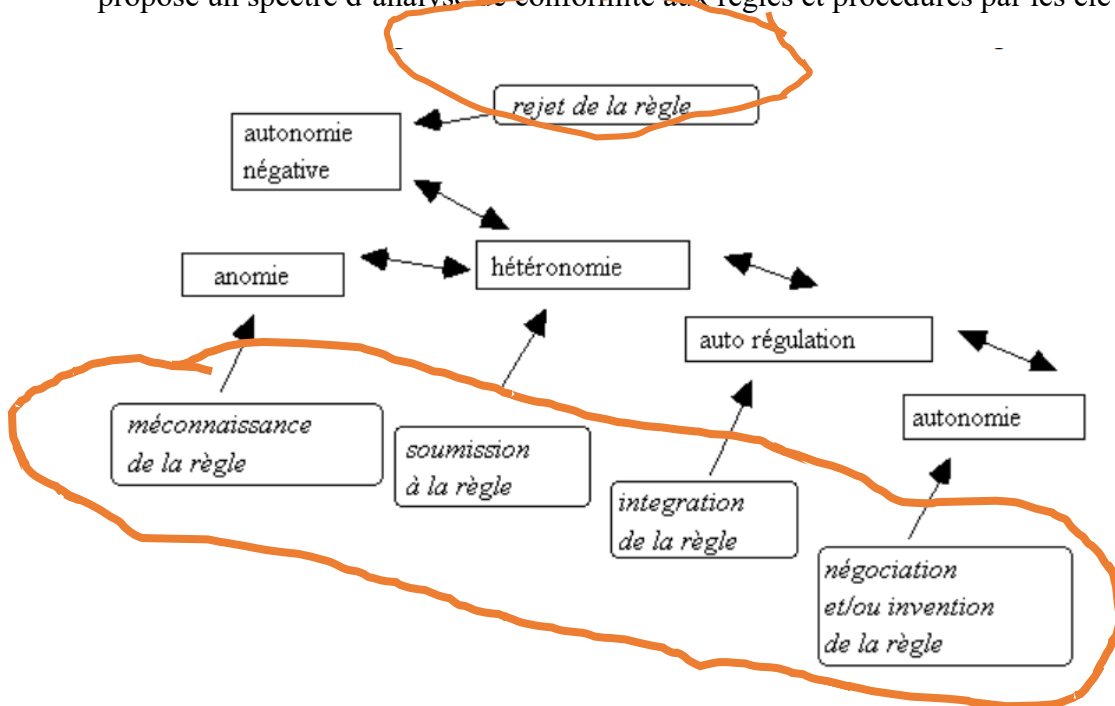 propose un spectre d'analyse de conformité aux règles et procédures par les élè
rejet de la règle
autonomie
négative
anomie
hétéronomie
auto régulation
autonomie
méconnaissance
de la règle
soumission
à la règle
integration
de la règle
négociation
et/ou invention
de la règle